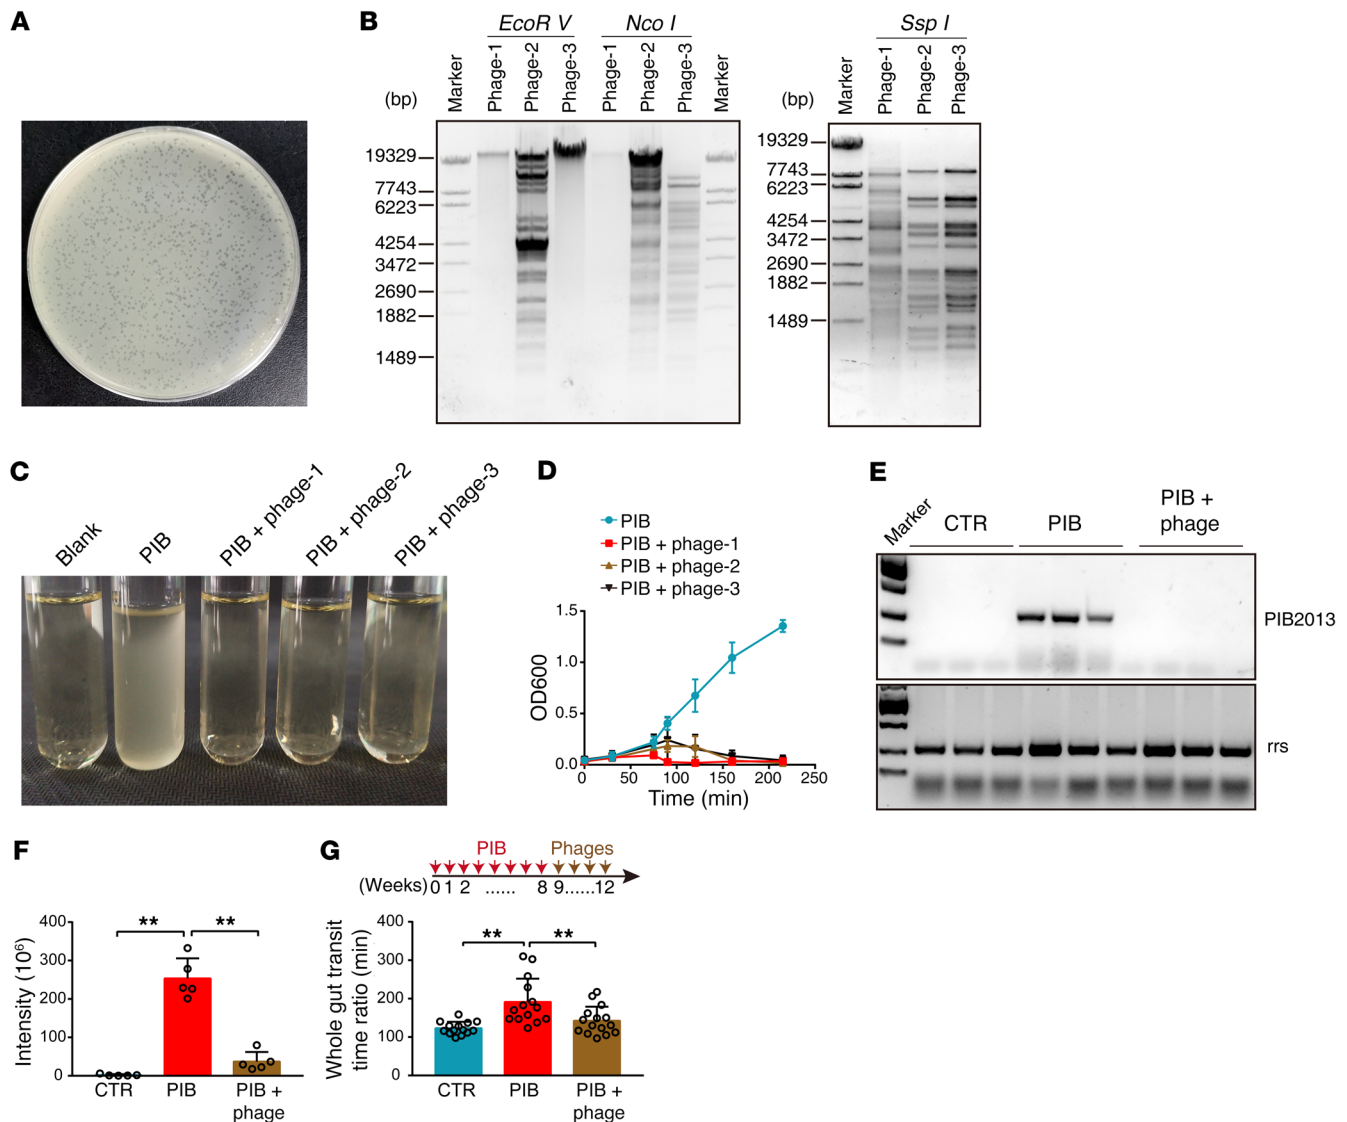 A
B
EcoR V
Nco I
Ssp I
(bp)
Marker
Phage-1
Phage-2
Phage-3
Phage-1
Phage-2
Phage-3
Marker
19329
7743
6223
4254
3472
2690
1882
1489
(bp)
Marker
Phage-1
Phage-2
Phage-3
19329
7743
6223
4254
3472
2690
1882
1489
C
Blank
PIB
PIB + phage-1
PIB + phage-2
PIB + phage-3
D
PIB
PIB + phage-1
PIB + phage-2
PIB + phage-3
OD600
1.5
1.0
0.5
0.0
0 50 100 150 200 250
Time (min)
E
Marker
CTR
PIB
PIB +
phage
PIB2013
rrs
F
Intensity (10⁶)
400
300
200
100
0
** **
CTR
PIB
PIB +
phage
G
PIB
Phages
(Weeks) 0 1 2 ...... 8 9......12
Whole gut transit
time ratio (min)
400
300
200
100
0
** **
CTR
PIB
PIB +
phage